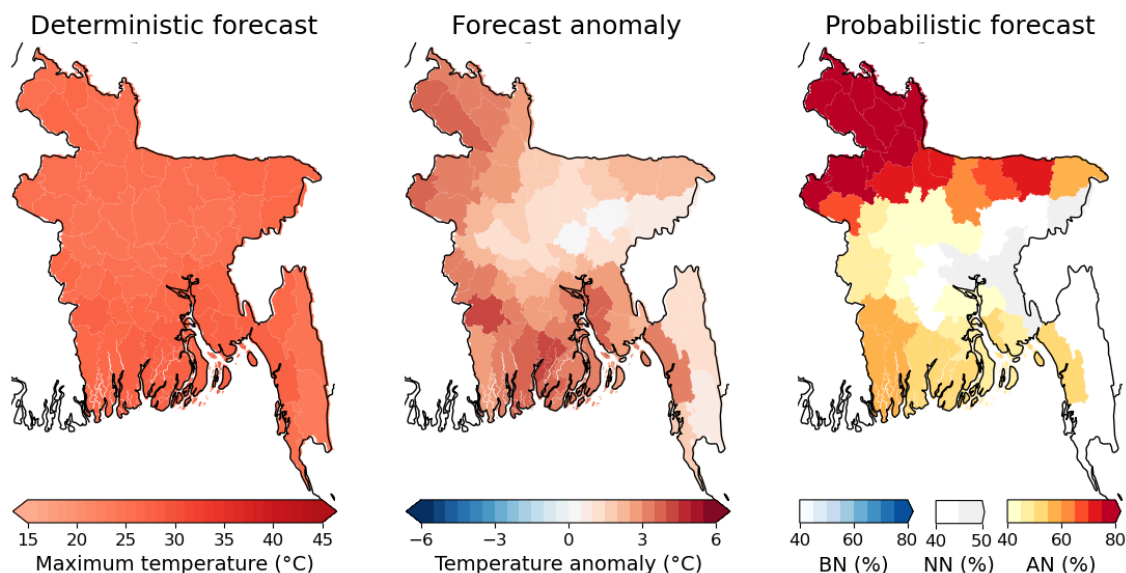 Deterministic forecast
Forecast anomaly
Probabilistic forecast
15 20 25 30 35 40 45
Maximum temperature (°C)
−6 −3 0 3 6
Temperature anomaly (°C)
40 60 80
BN (%)
40 50
NN (%)
40 60 80
AN (%)